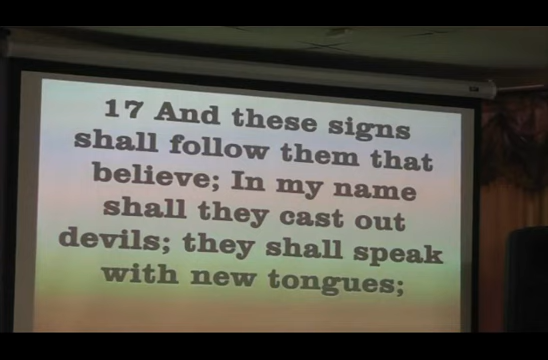 17 And these signs
shall follow them that
believe; In my name
shall they cast out
devils; they shall speak
with new tongues;